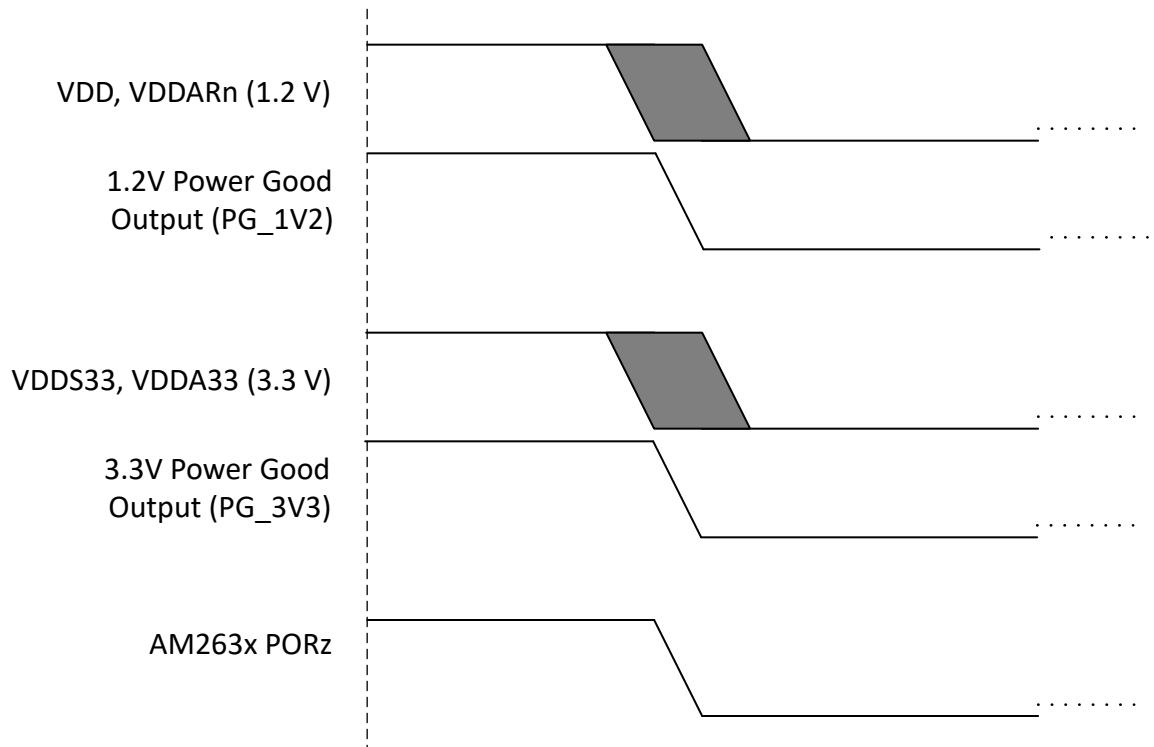 VDD, VDDARn (1.2 V)
1.2V Power Good
Output (PG_1V2)
VDDS33, VDDA33 (3.3 V)
3.3V Power Good
Output (PG_3V3)
AM263x PORz